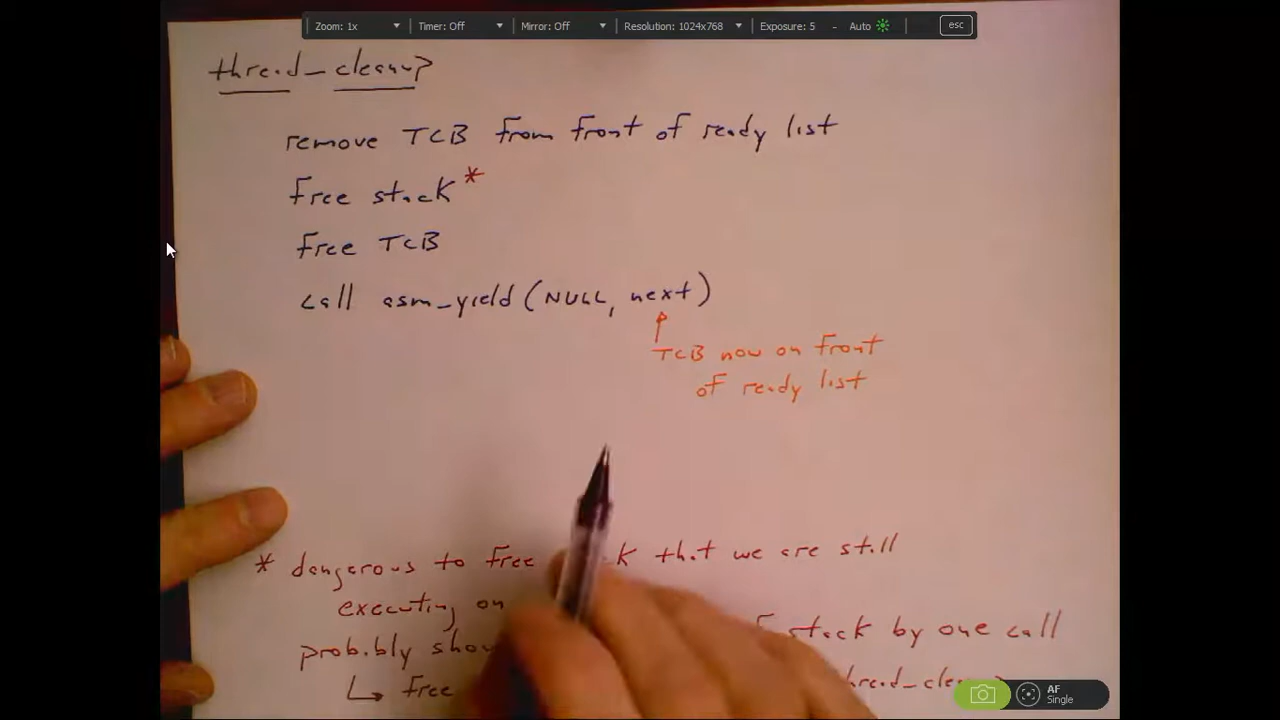 Zoom: 1x Timer: Off Mirror: Off Resolution: 1024x768 Exposure: 5 - Auto esc
thread_cleanup
remove TCB from front of ready list
free stack *
free TCB
call asm_yield (NULL, next)
TCB now on front
of ready list
* dangerous to free that we are still
executing on
probably stack by one call
free
AF
Single